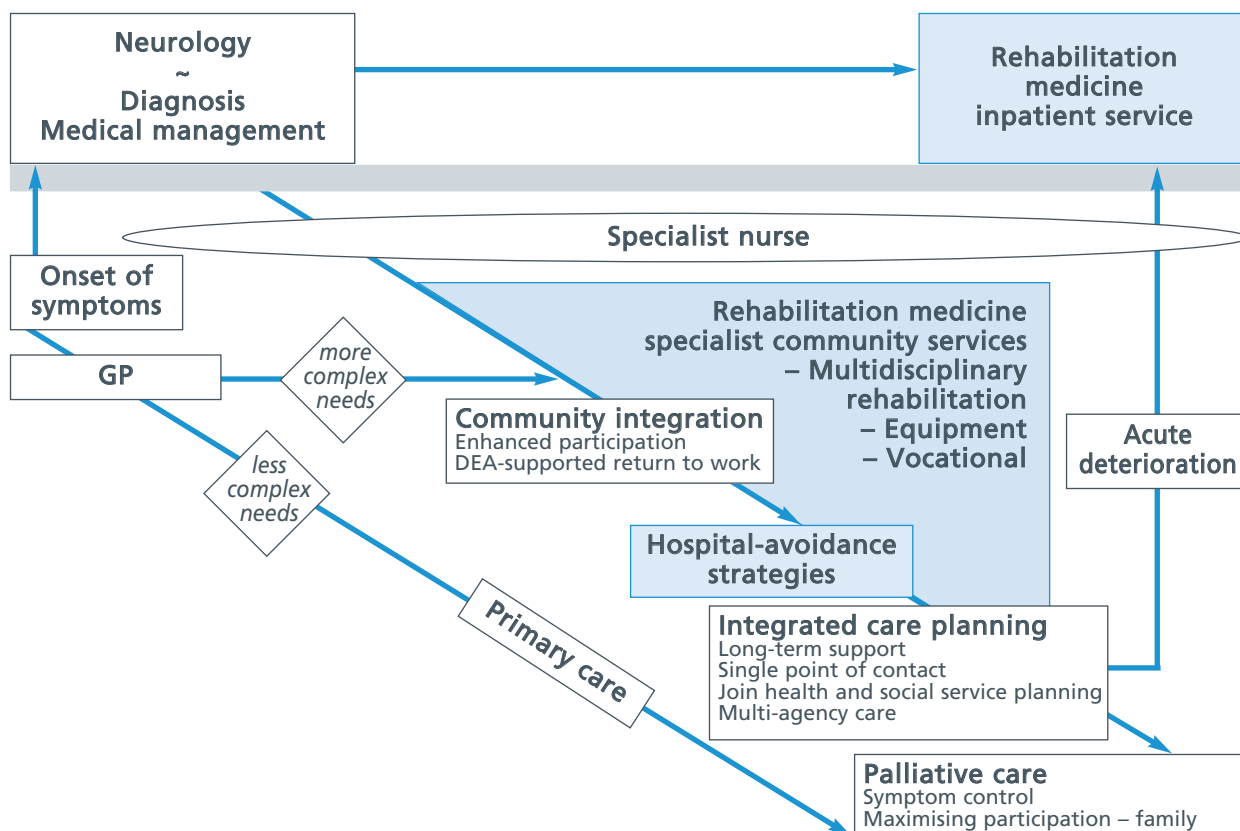 Neurology
~
Diagnosis
Medical management
Rehabilitation
medicine
inpatient service
Specialist nurse
Onset of
symptoms
GP
more
complex
needs
less
complex
needs
Rehabilitation medicine
specialist community services
– Multidisciplinary
rehabilitation
– Equipment
– Vocational
Community integration
Enhanced participation
DEA-supported return to work
Acute
deterioration
Hospital-avoidance
strategies
Primary care
Integrated care planning
Long-term support
Single point of contact
Join health and social service planning
Multi-agency care
Palliative care
Symptom control
Maximising participation – family